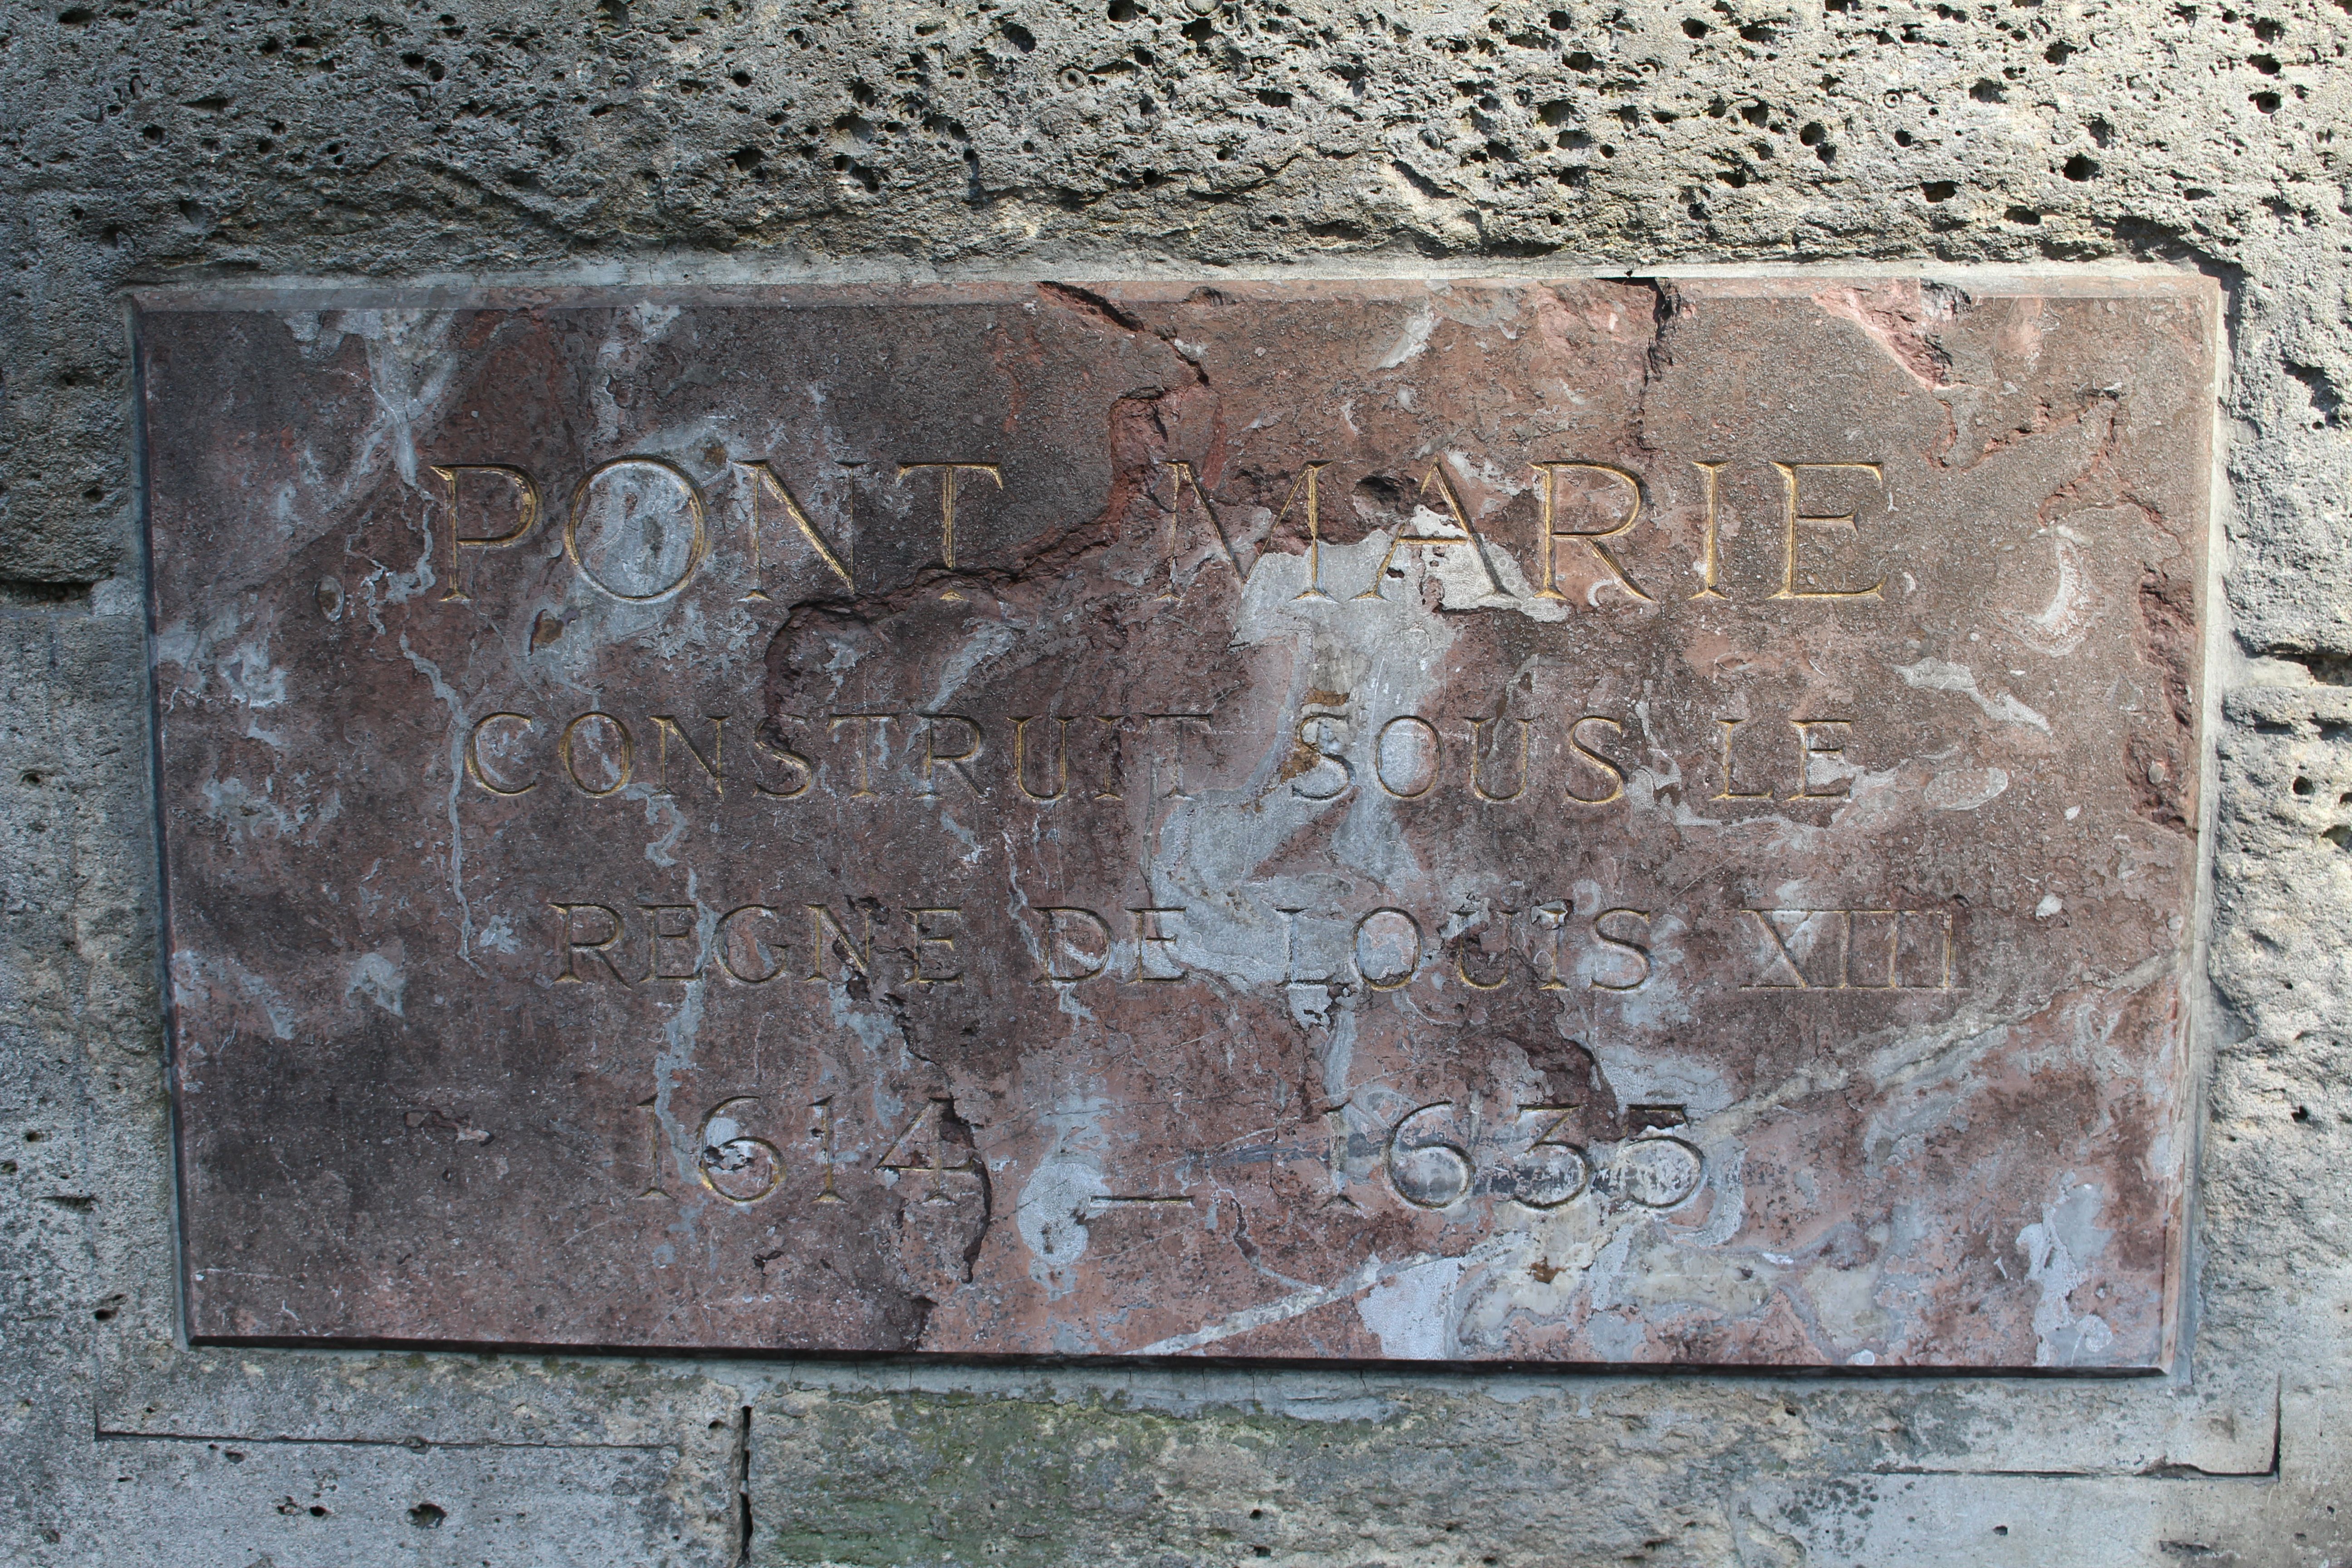 PONT MARIE
CONSTRUIT SOUS LE
REGNE DE LOUIS XIII
1614 _ 1635